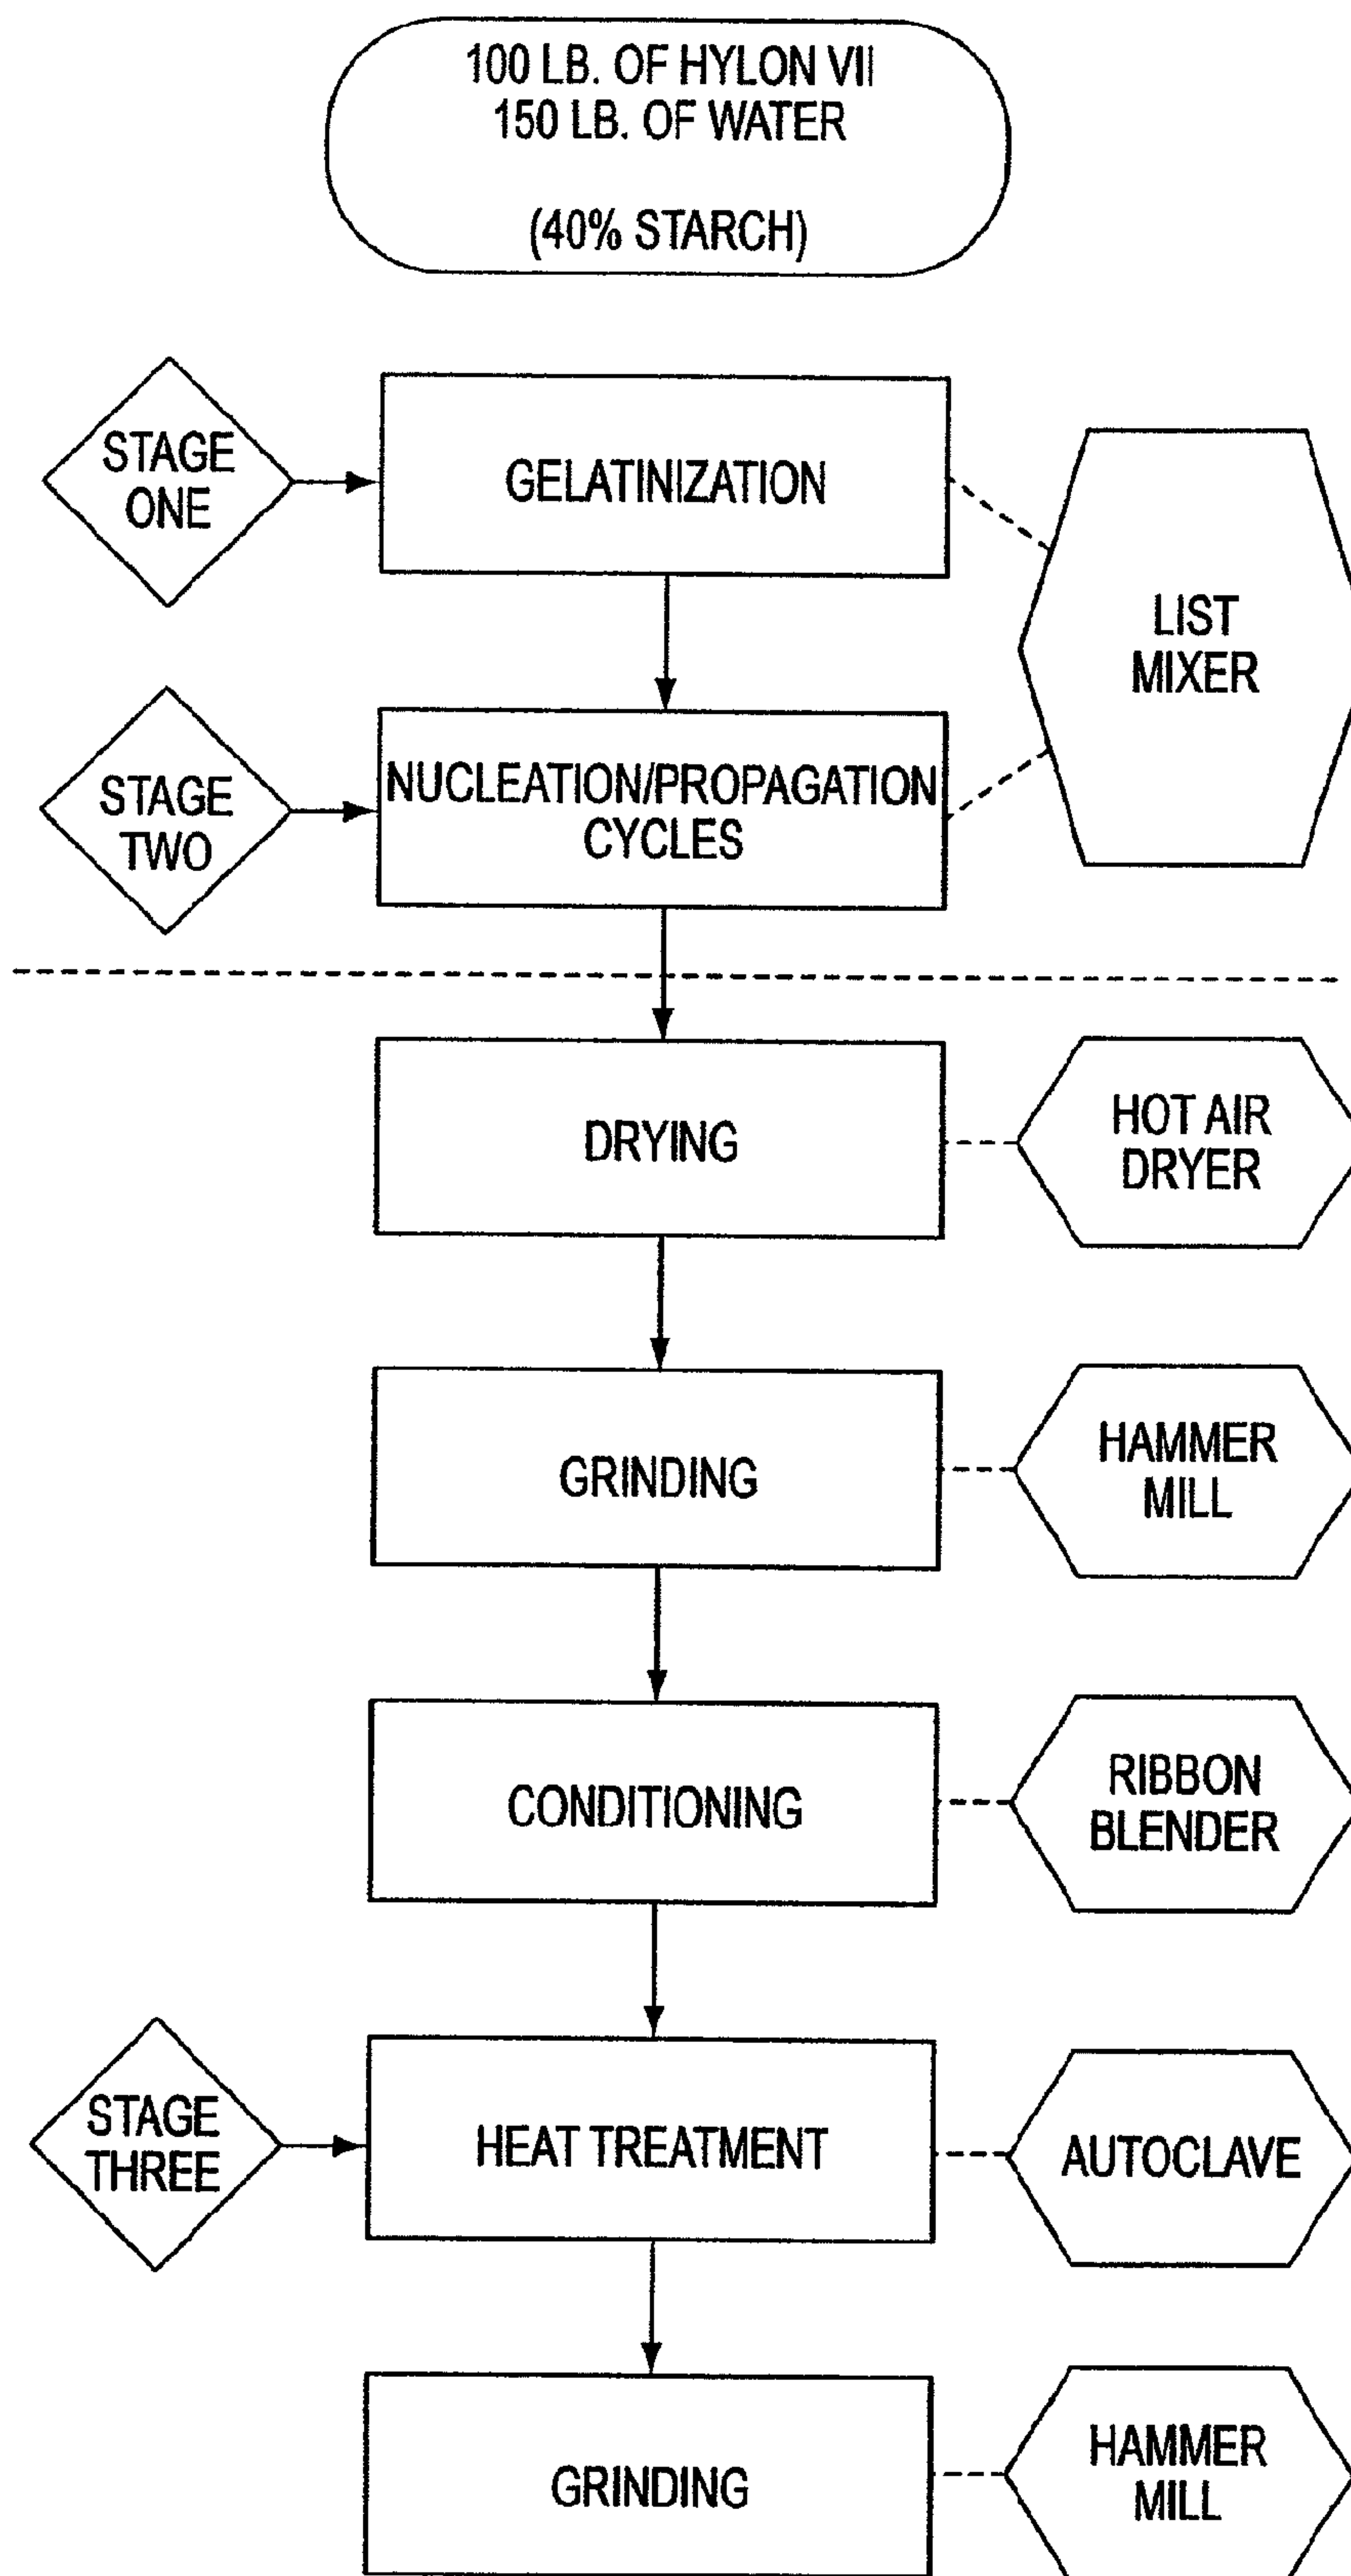 100 LB. OF HYLON VII
150 LB. OF WATER
(40% STARCH)
STAGE
ONE
GELATINIZATION
LIST
MIXER
STAGE
TWO
NUCLEATION/PROPAGATION
CYCLES
DRYING
HOT AIR
DRYER
GRINDING
HAMMER
MILL
CONDITIONING
RIBBON
BLENDER
STAGE
THREE
HEAT TREATMENT
AUTOCLAVE
GRINDING
HAMMER
MILL